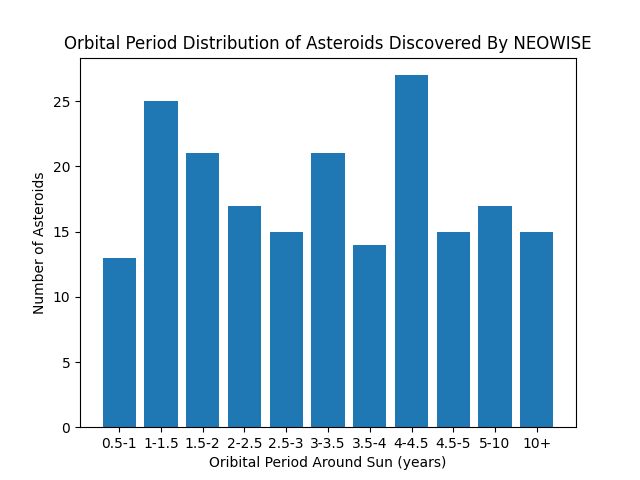 Orbital Period Distribution of Asteroids Discovered By NEOWISE
Number of Asteroids
25
20
15
10
5
0
0.5-1 1-1.5 1.5-2 2-2.5 2.5-3 3-3.5 3.5-4 4-4.5 4.5-5 5-10 10+
Oribital Period Around Sun (years)